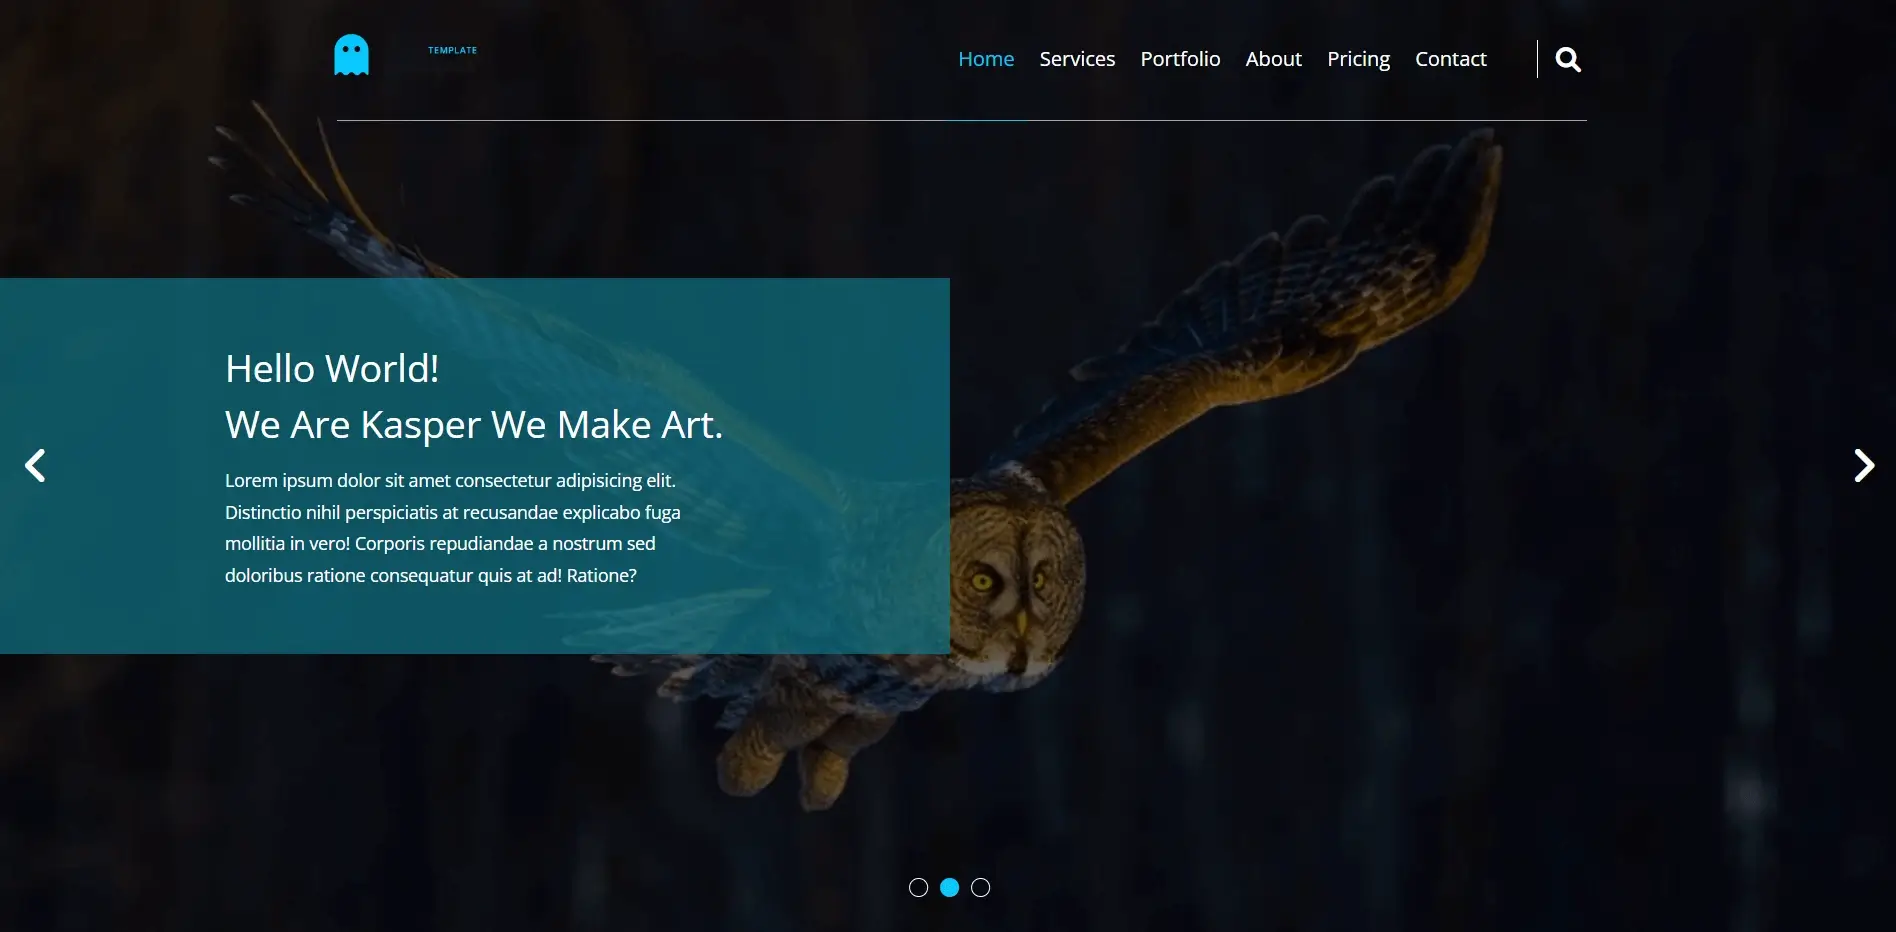 TEMPLATE
Home Services Portfolio About Pricing Contact
Hello World!
We Are Kasper We Make Art.
Lorem ipsum dolor sit amet consectetur adipisicing elit.
Distinctio nihil perspiciatis at recusandae explicabo fuga
mollitia in vero! Corporis repudiandae a nostrum sed
doloribus ratione consequatur quis at ad! Ratione?